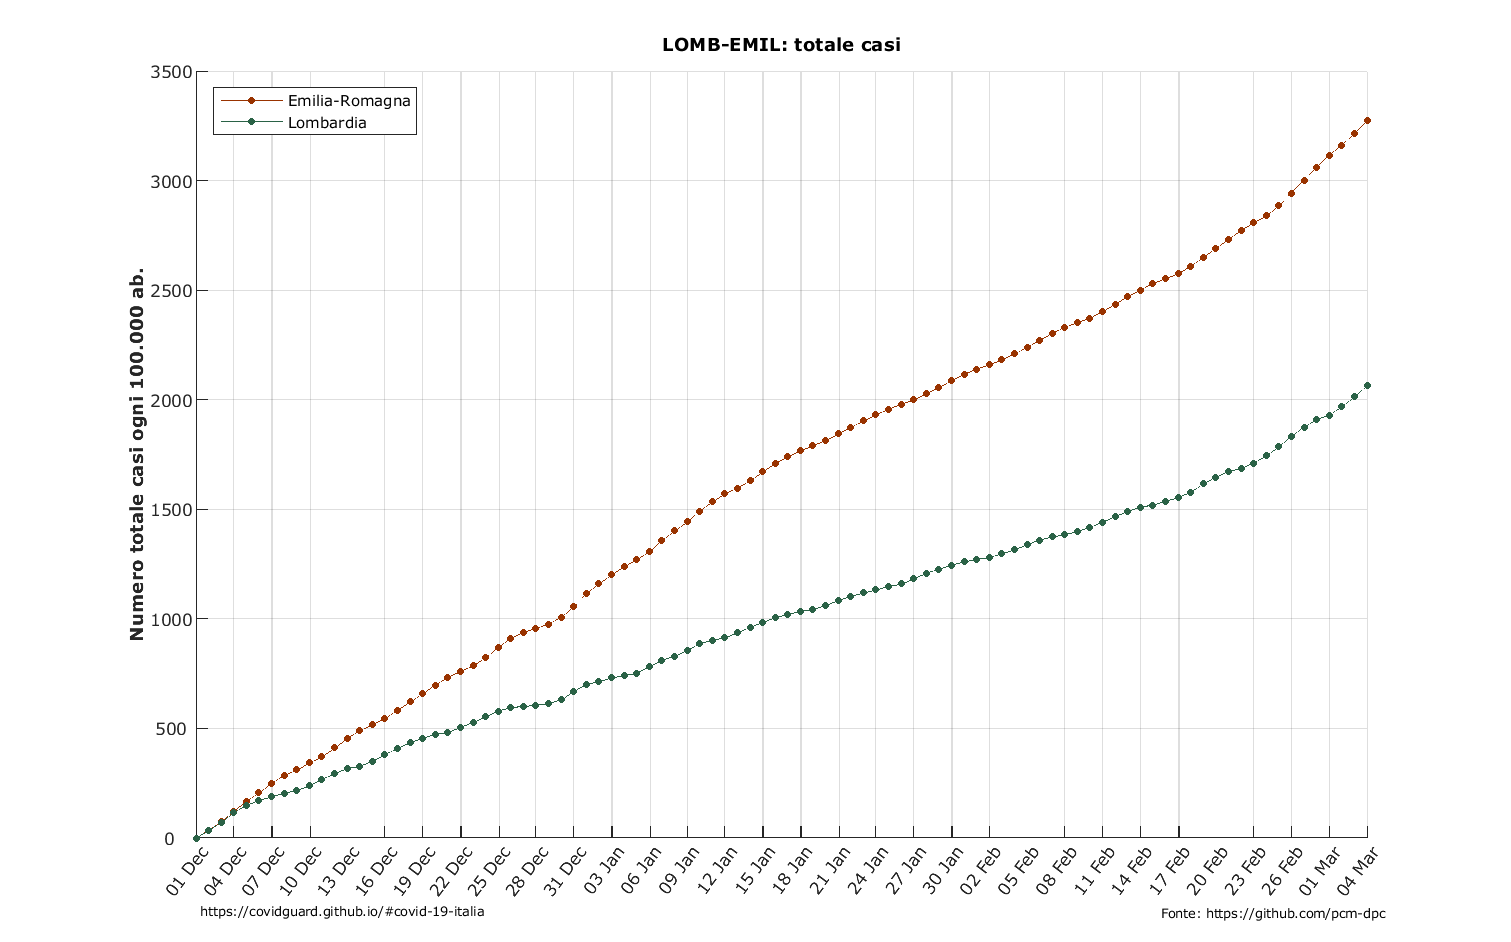 LOMB-EMIL: totale casi
Emilia-Romagna
Lombardia
Numero totale casi ogni 100.000 ab.
3500
3000
2500
2000
1500
1000
500
0
01 Dec
04 Dec
07 Dec
10 Dec
13 Dec
16 Dec
19 Dec
22 Dec
25 Dec
28 Dec
31 Dec
03 Jan
06 Jan
09 Jan
12 Jan
15 Jan
18 Jan
21 Jan
24 Jan
27 Jan
30 Jan
02 Feb
05 Feb
08 Feb
11 Feb
14 Feb
17 Feb
20 Feb
23 Feb
26 Feb
01 Mar
04 Mar
https://covidguard.github.io/#covid-19-italia
Fonte: https://github.com/pcm-dpc